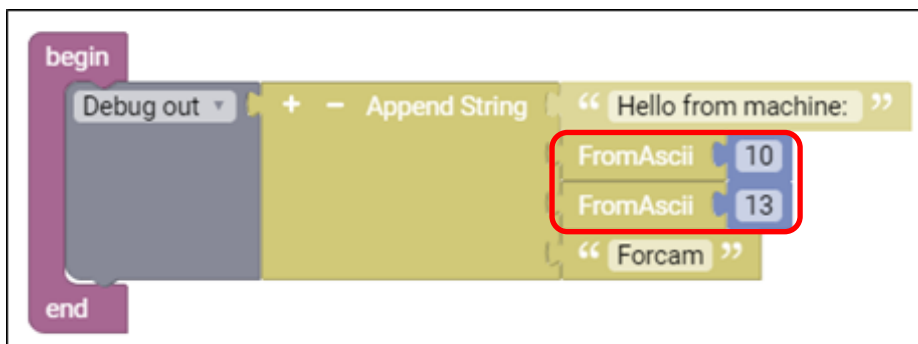 begin
Debug out + - Append String “ Hello from machine: ”
FromAscii 10
FromAscii 13
“ Forcam ”
end